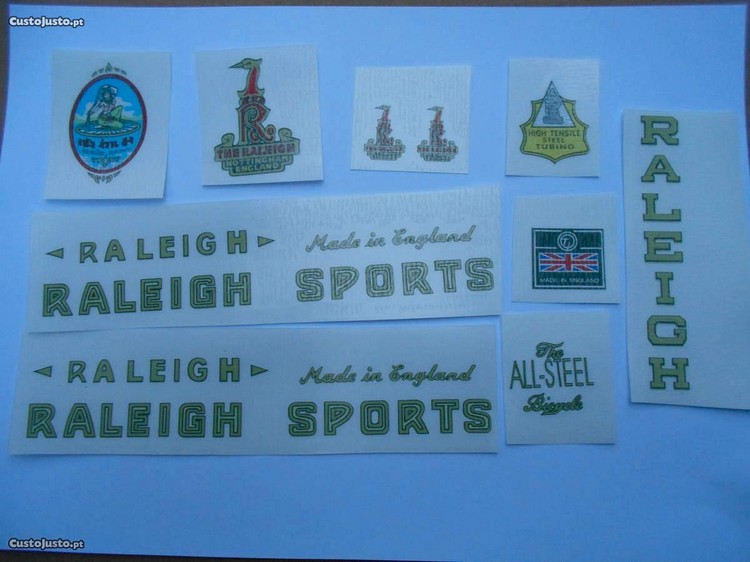 CustoJusto.pt
THE RALEIGH
NOTTINGHAM
ENGLAND
HIGH TENSILE
STEEL
TUBING
RALEIGH
RALEIGH
Made in England
RALEIGH
SPORTS
MADE IN ENGLAND
RALEIGH
Made in England
RALEIGH
SPORTS
The
ALL-STEEL
Bicycle
CustoJusto.pt